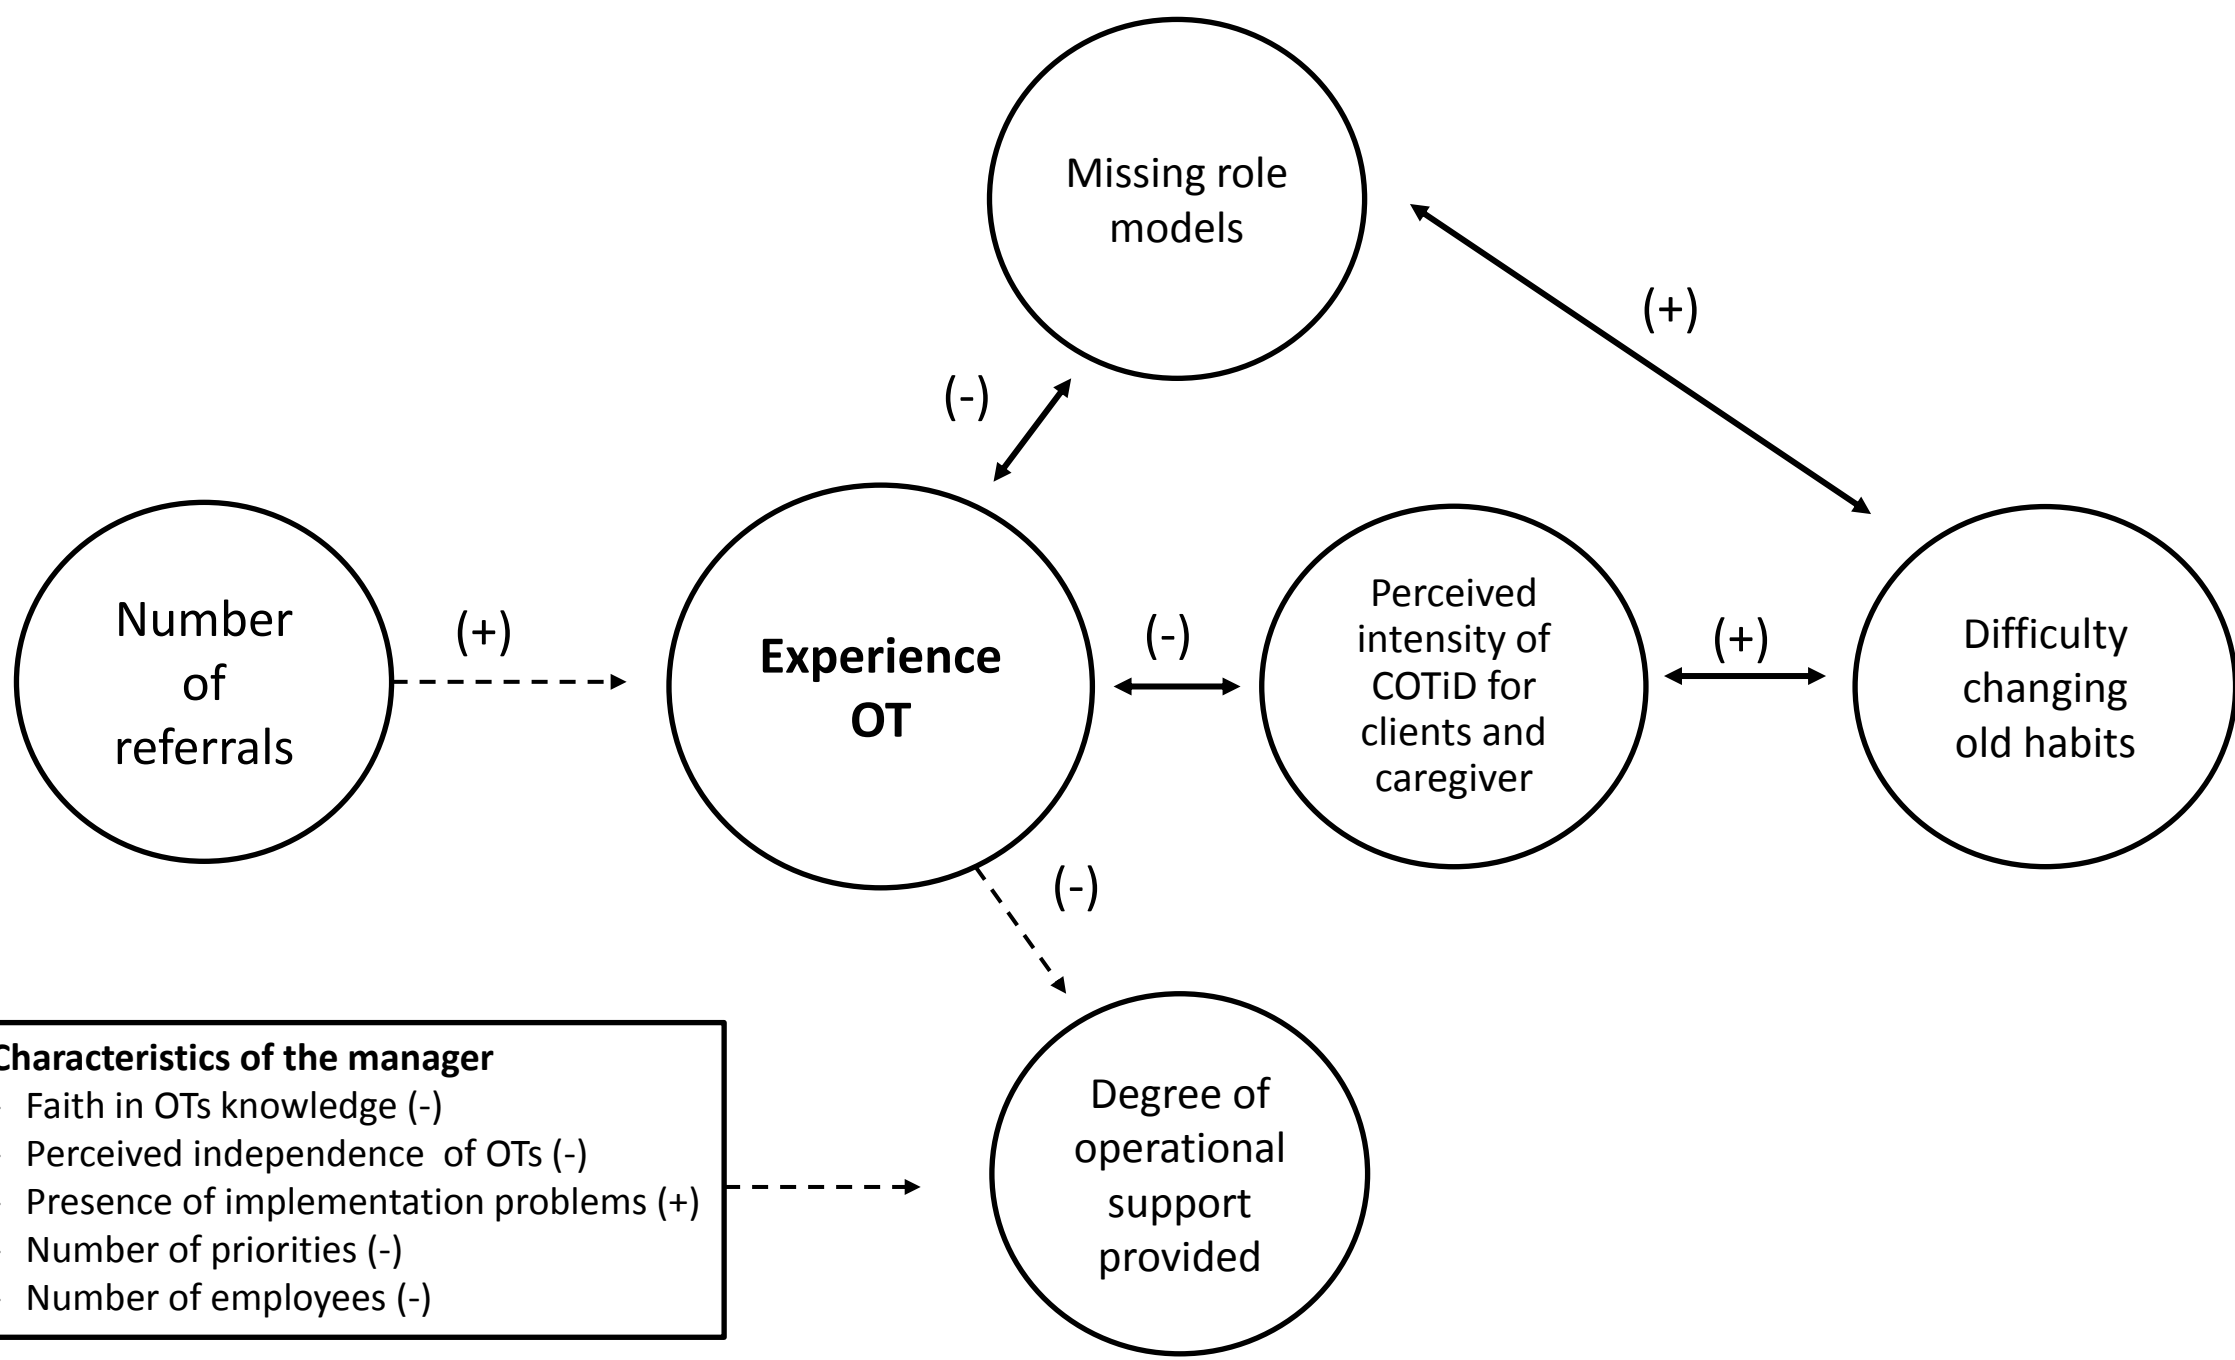 Missing role
models
(+)
(-)
Number
of
referrals
(+)
Experience
OT
(-)
Perceived
intensity of
COTiD for
clients and
caregiver
(+)
Difficulty
changing
old habits
(-)
Characteristics of the manager
- Faith in OTs knowledge (-)
- Perceived independence of OTs (-)
- Presence of implementation problems (+)
- Number of priorities (-)
- Number of employees (-)
Degree of
operational
support
provided